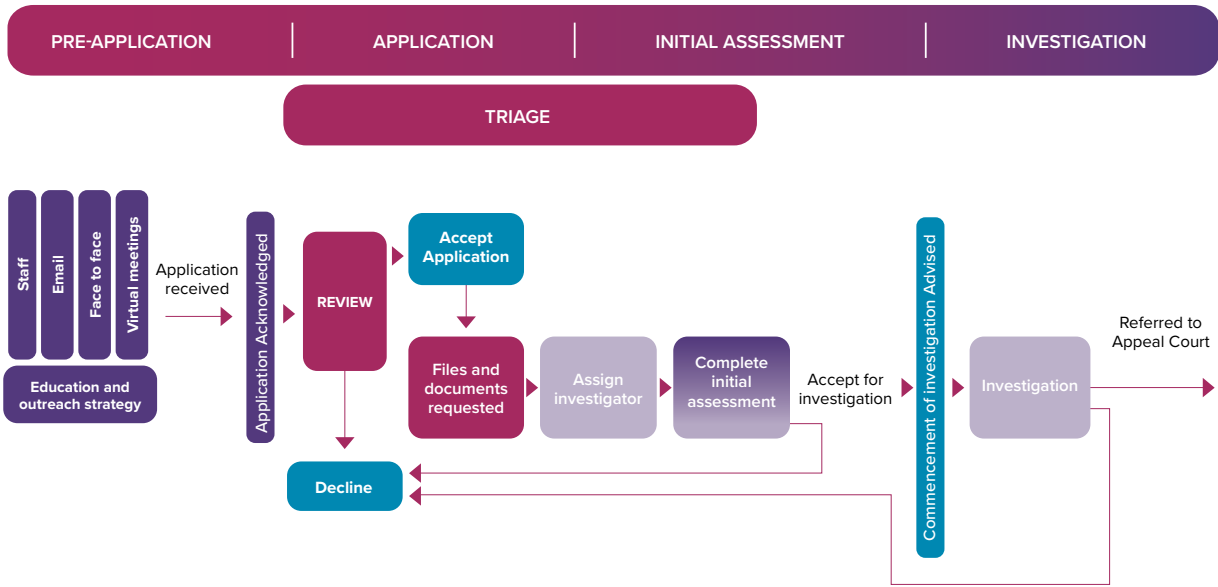 PRE-APPLICATION
APPLICATION
INITIAL ASSESSMENT
INVESTIGATION
TRIAGE
Staff
Email
Face to face
Virtual meetings
Education and
outreach strategy
Application
received
Application Acknowledged
REVIEW
Accept
Application
Files and
documents
requested
Assign
investigator
Complete
initial
assessment
Decline
Accept for
investigation
Commencement of investigation Advised
Investigation
Referred to
Appeal Court